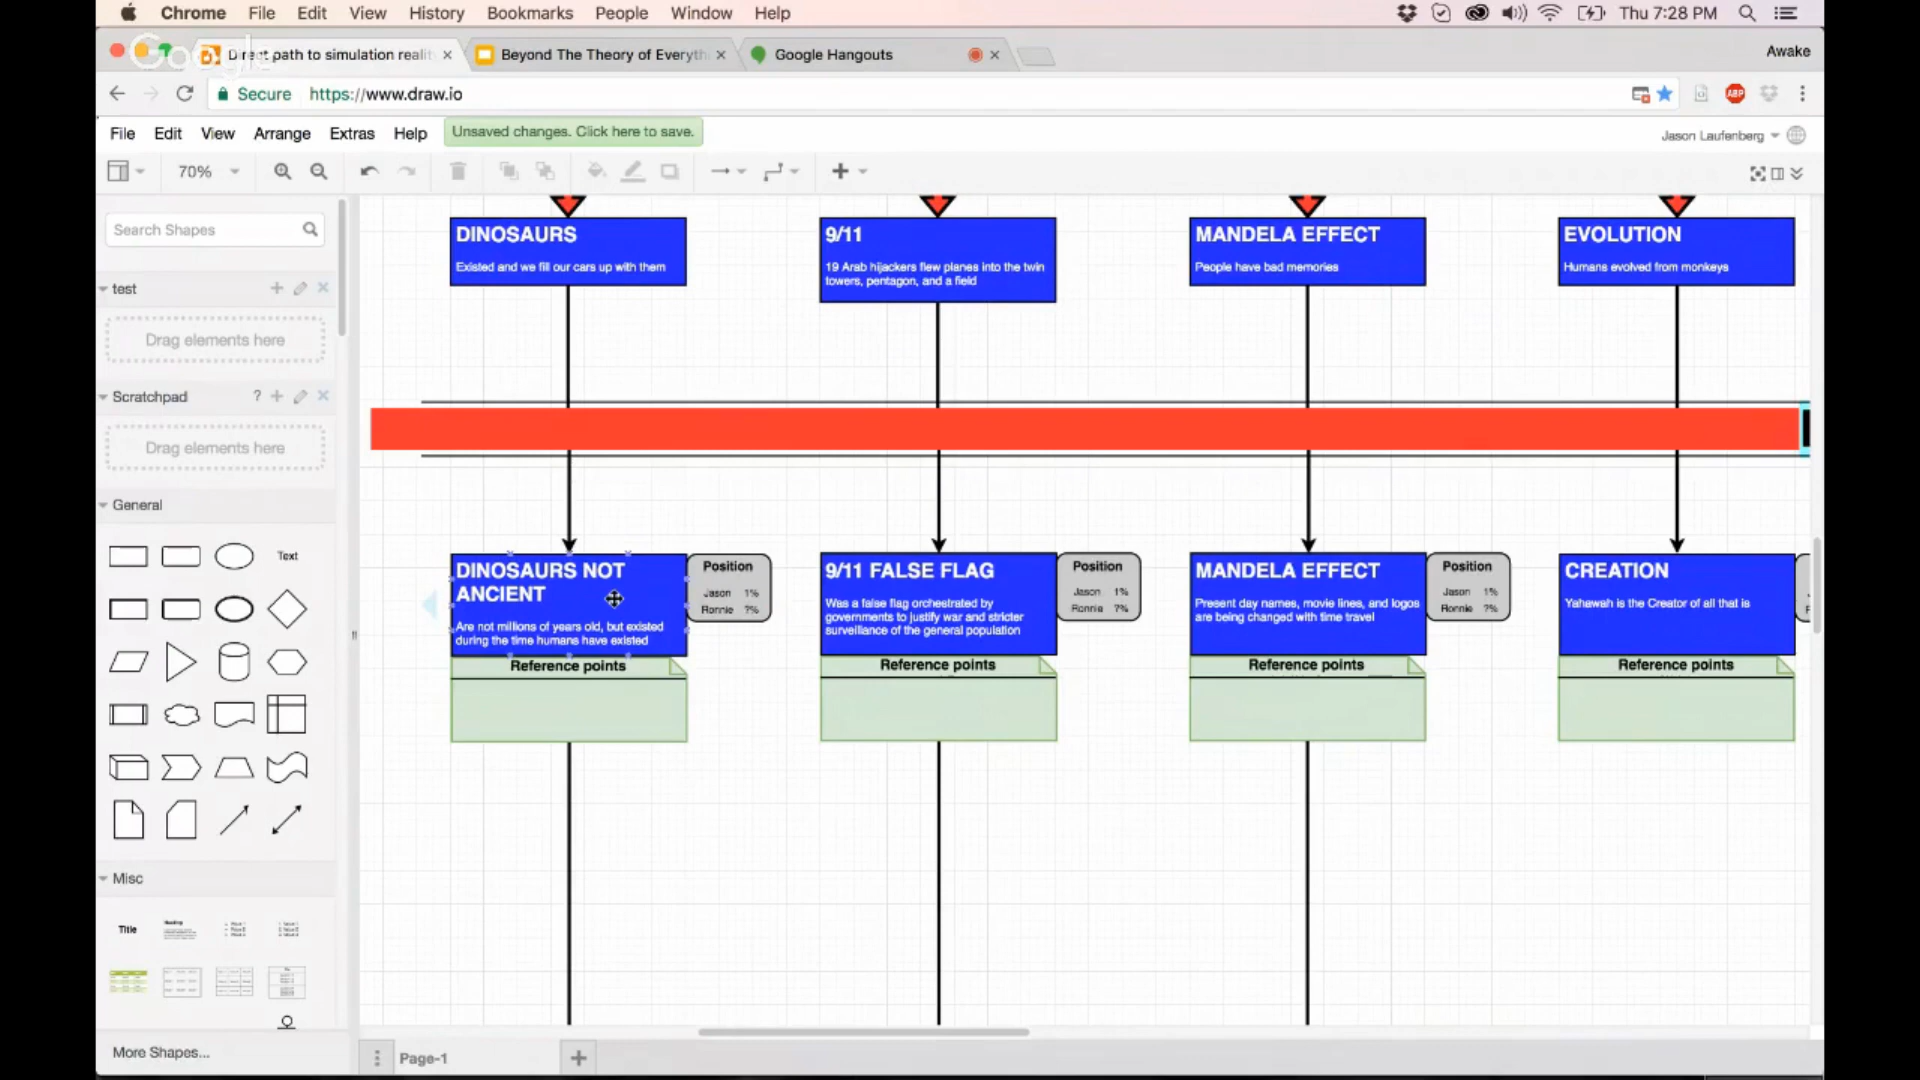 Chrome File Edit View History Bookmarks People Window Help Thu 7:28 PM
Google
Direct path to simulation realit Beyond The Theory of Everyth Google Hangouts Awake
Secure https://www.draw.io ABP
File Edit View Arrange Extras Help Unsaved changes. Click here to save. Jason Laufenberg
70%
Search Shapes
test
Drag elements here
Scratchpad ?
Drag elements here
General
Text
Misc
Title
Heading
More Shapes...
DINOSAURS
Existed and we fill our cars up with them
9/11
19 Arab hijackers flew planes into the twin
towers, pentagon, and a field
MANDELA EFFECT
People have bad memories
EVOLUTION
Humans evolved from monkeys
DINOSAURS NOT
ANCIENT
Are not millions of years old, but existed
during the time humans have existed
Position
Jason 1%
Ronnie ?%
Reference points
9/11 FALSE FLAG
Was a false flag orchestrated by
governments to justify war and stricter
surveillance of the general population
Position
Jason 1%
Ronnie ?%
Reference points
MANDELA EFFECT
Present day names, movie lines, and logos
are being changed with time travel
Position
Jason 1%
Ronnie ?%
Reference points
CREATION
Yahawah is the Creator of all that is
Reference points
Page-1